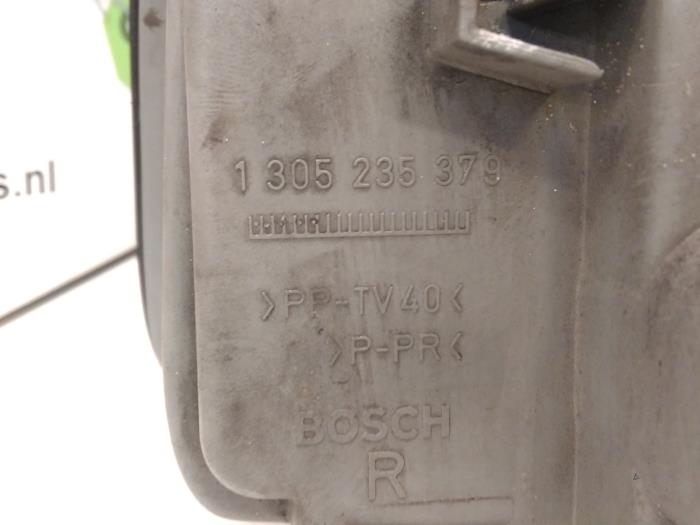 1 305 235 379
>PP-TV40<
>P-PR<
BOSCH
R
s.nl